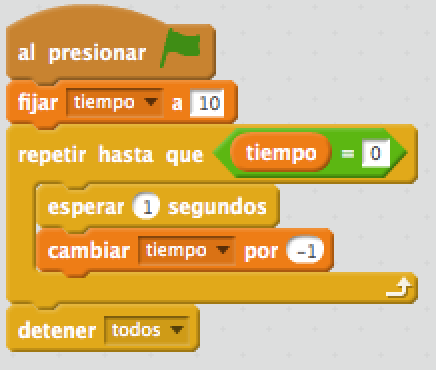 al presionar
fijar tiempo a 10
repetir hasta que tiempo = 0
esperar 1 segundos
cambiar tiempo por -1
detener todos